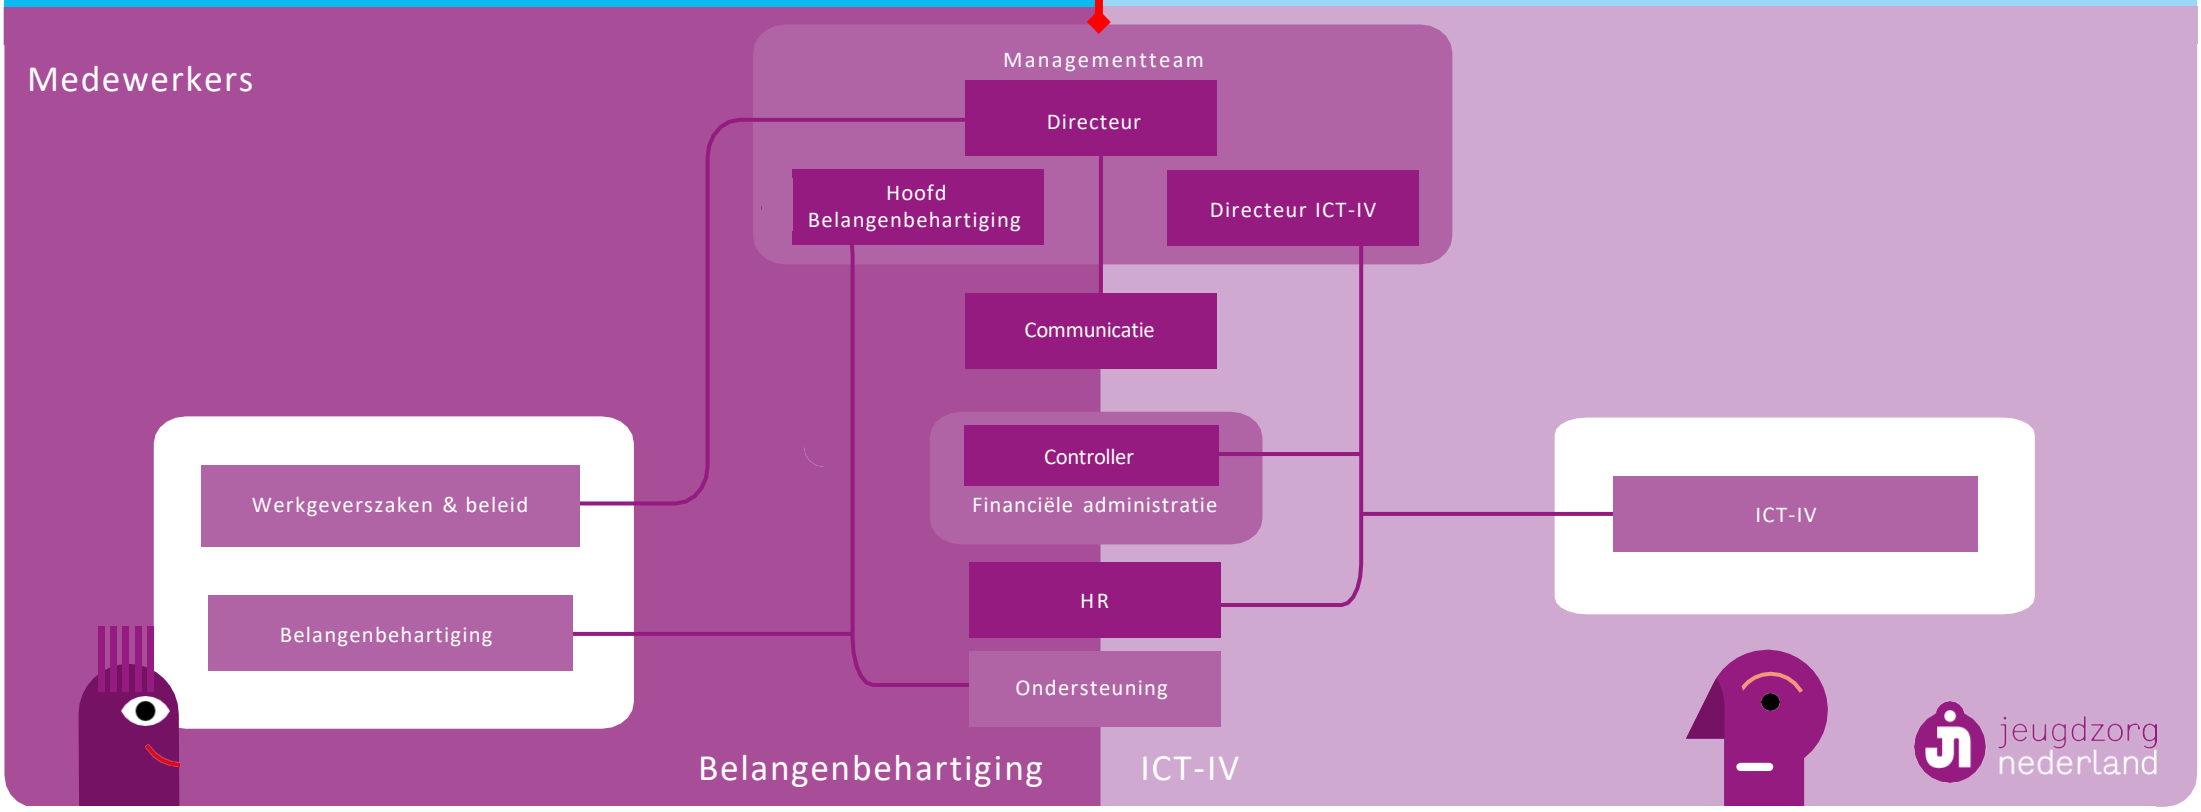 Medewerkers
Managementteam
Directeur
Hoofd
Belangenbehartiging
Directeur ICT-IV
Communicatie
Controller
Financiële administratie
Werkgeverszaken & beleid
ICT-IV
HR
Belangenbehartiging
Ondersteuning
Belangenbehartiging
ICT-IV
jeugdzorg
nederland